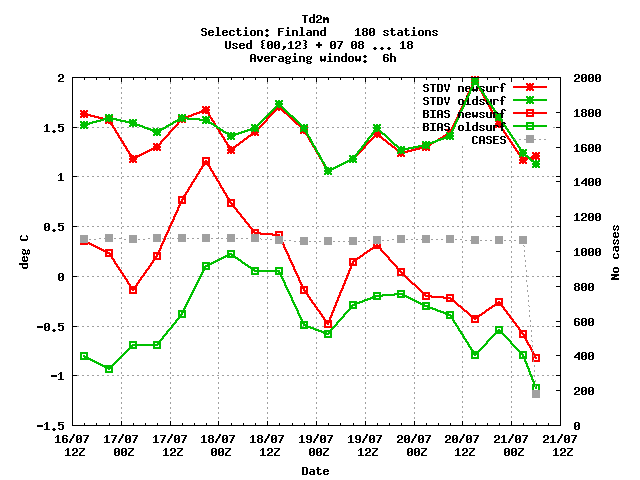 Td2m
Selection: Finland    180 stations
Used {00,12} + 07 08 ... 18
Averaging window:  6h
STDV newsurf
STDV oldsurf
BIAS newsurf
BIAS oldsurf
CASES
2
1.5
1
0.5
0
-0.5
-1
-1.5
deg C
2000
1800
1600
1400
1200
1000
800
600
400
200
0
No cases
16/07 17/07 17/07 18/07 18/07 19/07 19/07 20/07 20/07 21/07 21/07
12Z 00Z 12Z 00Z 12Z 00Z 12Z 00Z 12Z 00Z 12Z
Date